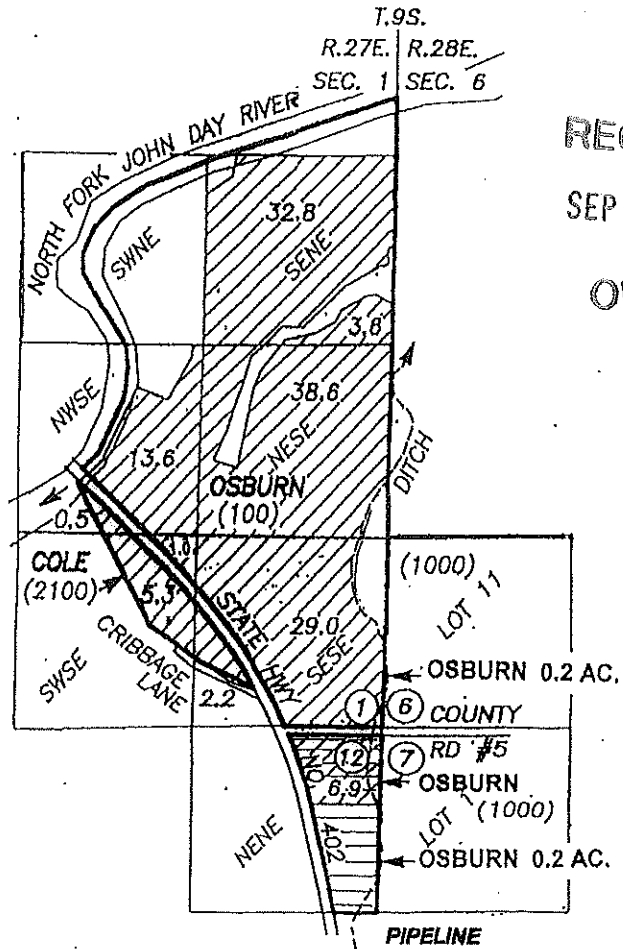 T.9S.
R.27E. R.28E.
SEC. 1 SEC. 6
NORTH FORK JOHN DAY RIVER
SEP
32.8
SWNE
SENE
3.8
NWSE
38.6
NESE
13.6
OSBURN
(100)
DITCH
0.5
1.0
COLE
(2100)
(1000)
LOT 11
5.3
STATE HWY
29.0
SESE
CRIBBAGE
LANE
SWSE
2.2
OSBURN 0.2 AC.
1 6 COUNTY
12 7 RD #5
NO.
6.9
OSBURN
(1000)
LOT 1
NENE
402
OSBURN 0.2 AC.
PIPELINE